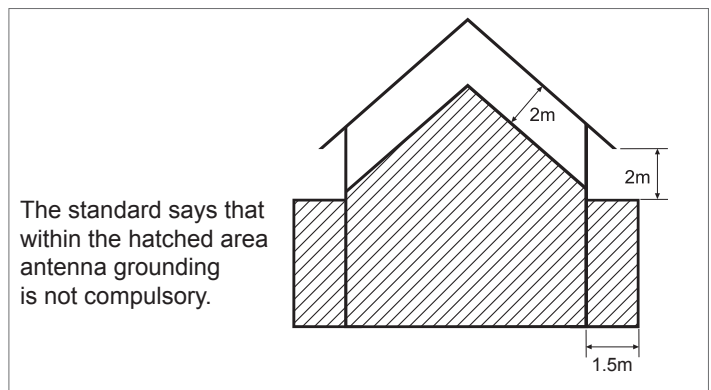 2m
2m
The standard says that
within the hatched area
antenna grounding
is not compulsory.
1.5m